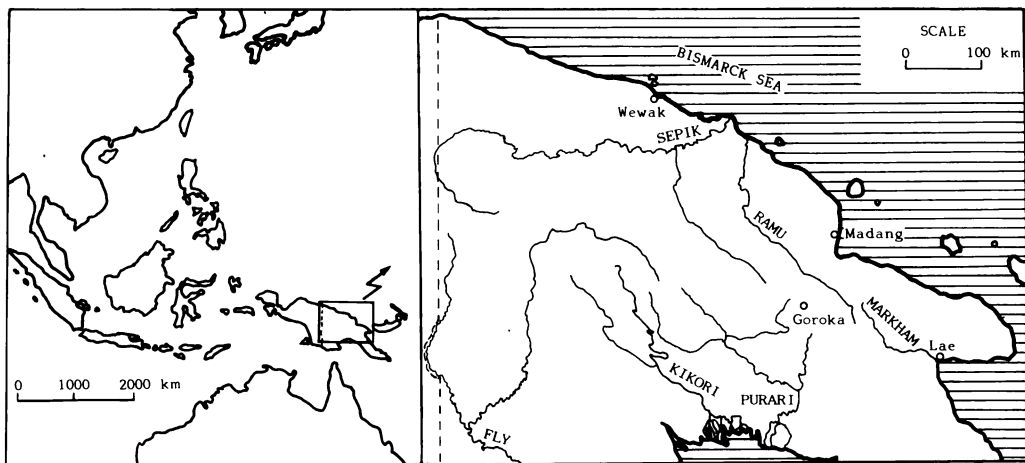 0 1000 2000 km
SCALE
0 100 km
BISMARCK SEA
Wewak
SEPIK
RAMU
Madang
Goroka
MARKHAM
Lae
KIKORI
PURARI
FLY